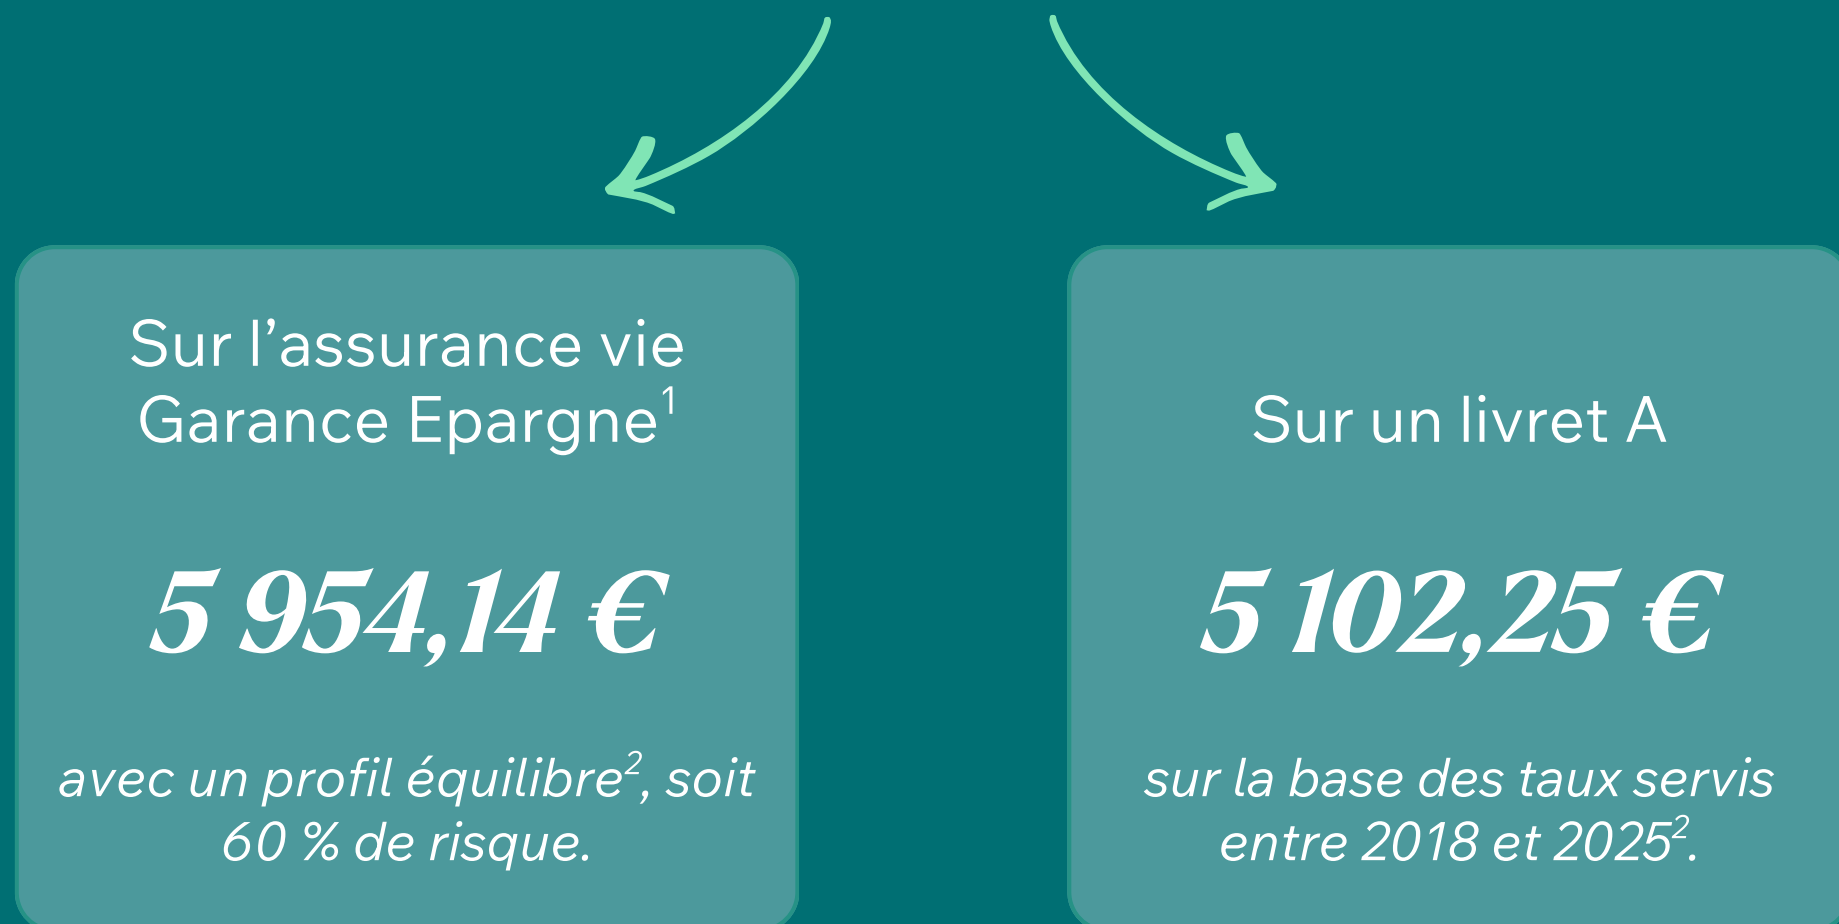 Sur l’assurance vie
Garance Epargne¹
5 954,14 €
avec un profil équilibre², soit
60 % de risque.
Sur un livret A
5 102,25 €
sur la base des taux servis
entre 2018 et 2025².